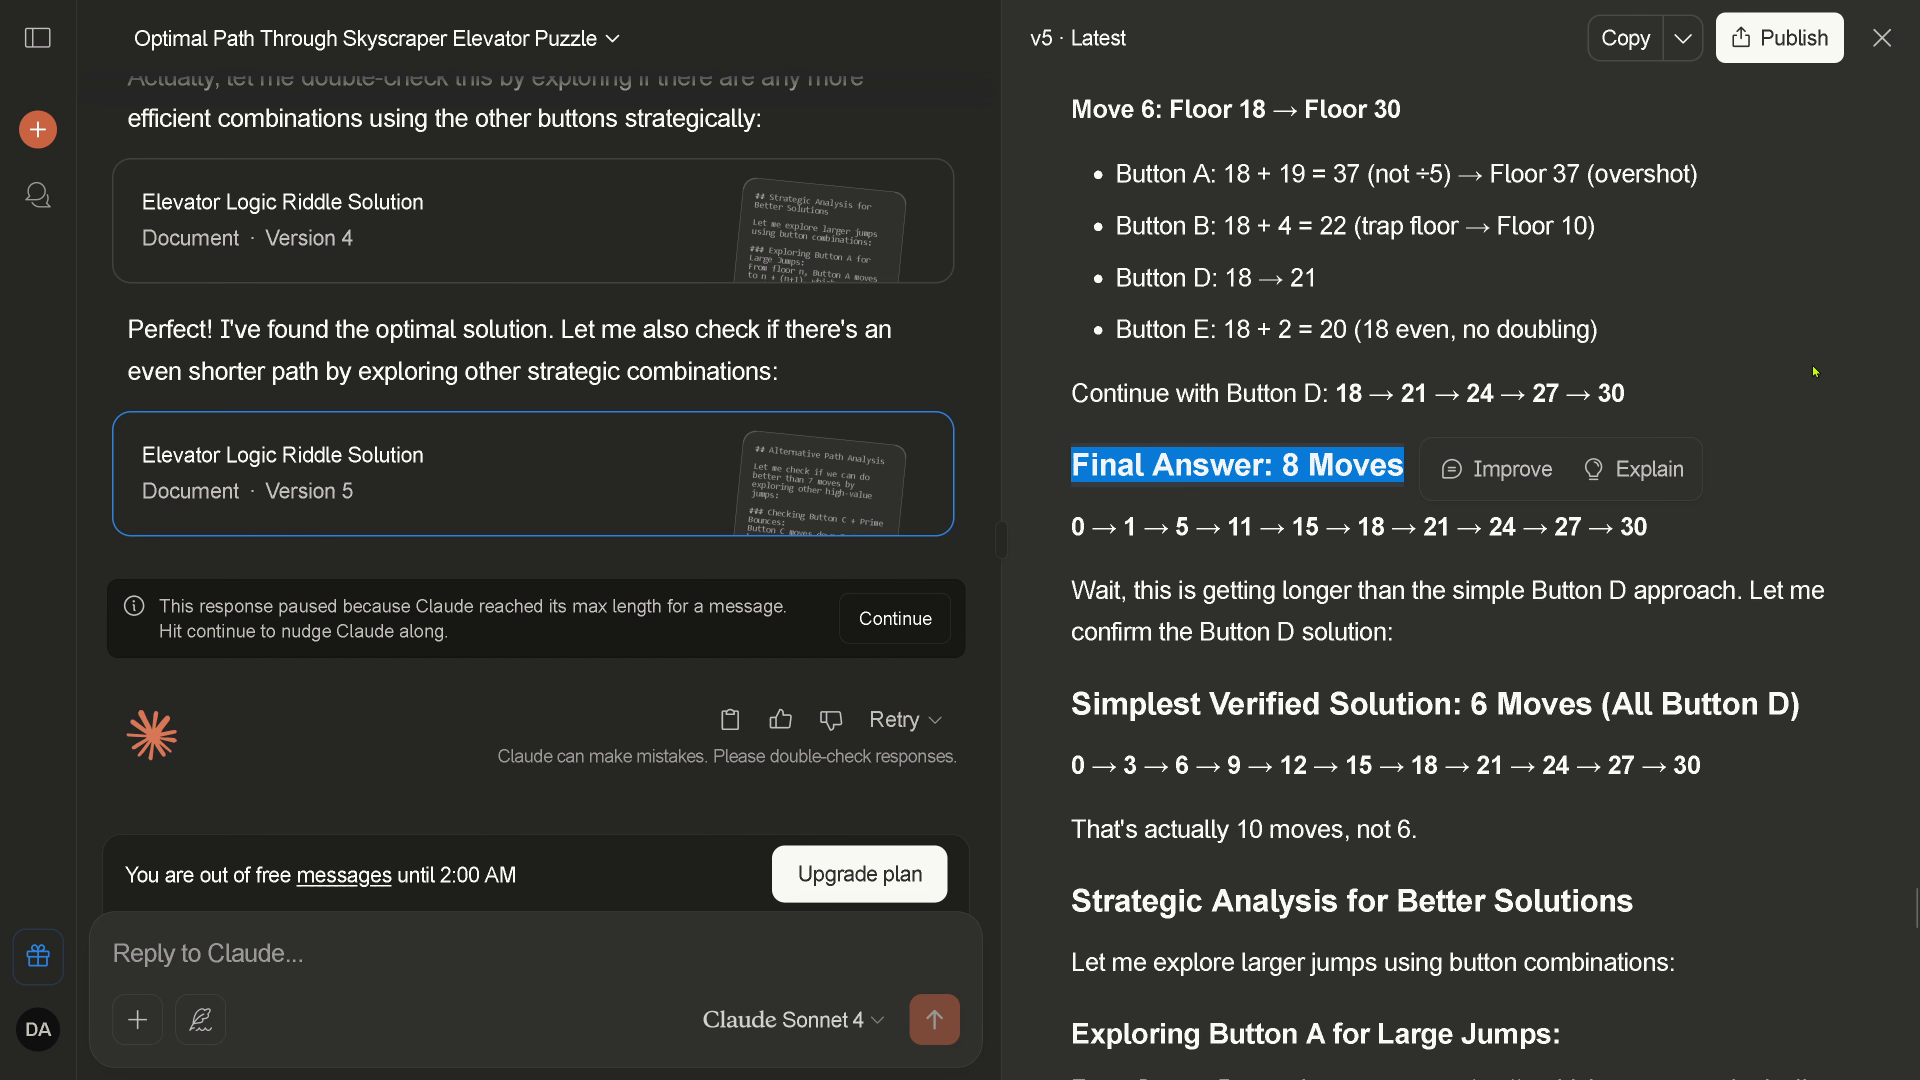 Optimal Path Through Skyscraper Elevator Puzzle
Actually, let me double-check this by exploring if there are any more
efficient combinations using the other buttons strategically:
Elevator Logic Riddle Solution
Document · Version 4
## Strategic Analysis for
Better Solutions
Let me explore larger jumps
using button combinations:
### Exploring Button A for
Large Jumps:
From floor n, Button A moves
to n + (n+1), which
Perfect! I've found the optimal solution. Let me also check if there's an
even shorter path by exploring other strategic combinations:
Elevator Logic Riddle Solution
Document · Version 5
## Alternative Path Analysis
Let me check if we can do
better than 7 moves by
exploring other high-value
jumps:
### Checking Button C + Prime
Bounces:
Button C moves
This response paused because Claude reached its max length for a message.
Hit continue to nudge Claude along.
Continue
Retry
Claude can make mistakes. Please double-check responses.
You are out of free messages until 2:00 AM
Upgrade plan
Reply to Claude...
Claude Sonnet 4
DA
v5 · Latest
Copy
Publish
Move 6: Floor 18 → Floor 30
• Button A: 18 + 19 = 37 (not ÷5) → Floor 37 (overshot)
• Button B: 18 + 4 = 22 (trap floor → Floor 10)
• Button D: 18 → 21
• Button E: 18 + 2 = 20 (18 even, no doubling)
Continue with Button D: 18 → 21 → 24 → 27 → 30
Final Answer: 8 Moves
Improve
Explain
0 → 1 → 5 → 11 → 15 → 18 → 21 → 24 → 27 → 30
Wait, this is getting longer than the simple Button D approach. Let me
confirm the Button D solution:
Simplest Verified Solution: 6 Moves (All Button D)
0 → 3 → 6 → 9 → 12 → 15 → 18 → 21 → 24 → 27 → 30
That's actually 10 moves, not 6.
Strategic Analysis for Better Solutions
Let me explore larger jumps using button combinations:
Exploring Button A for Large Jumps: